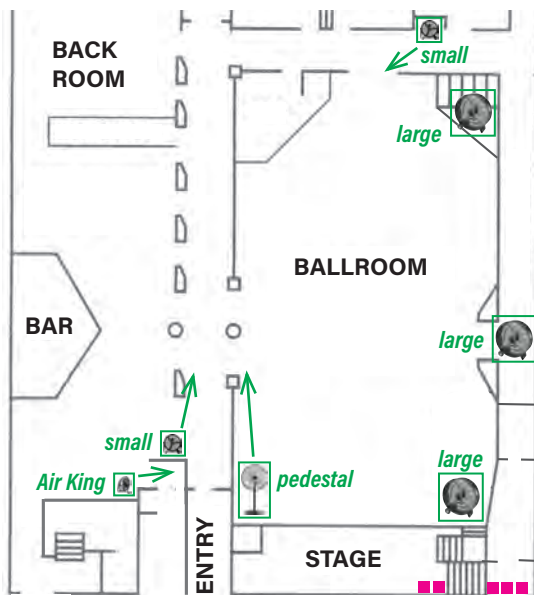 BACK
ROOM
small
large
BALLROOM
BAR
large
small
Air King
pedestal
large
ENTRY
STAGE